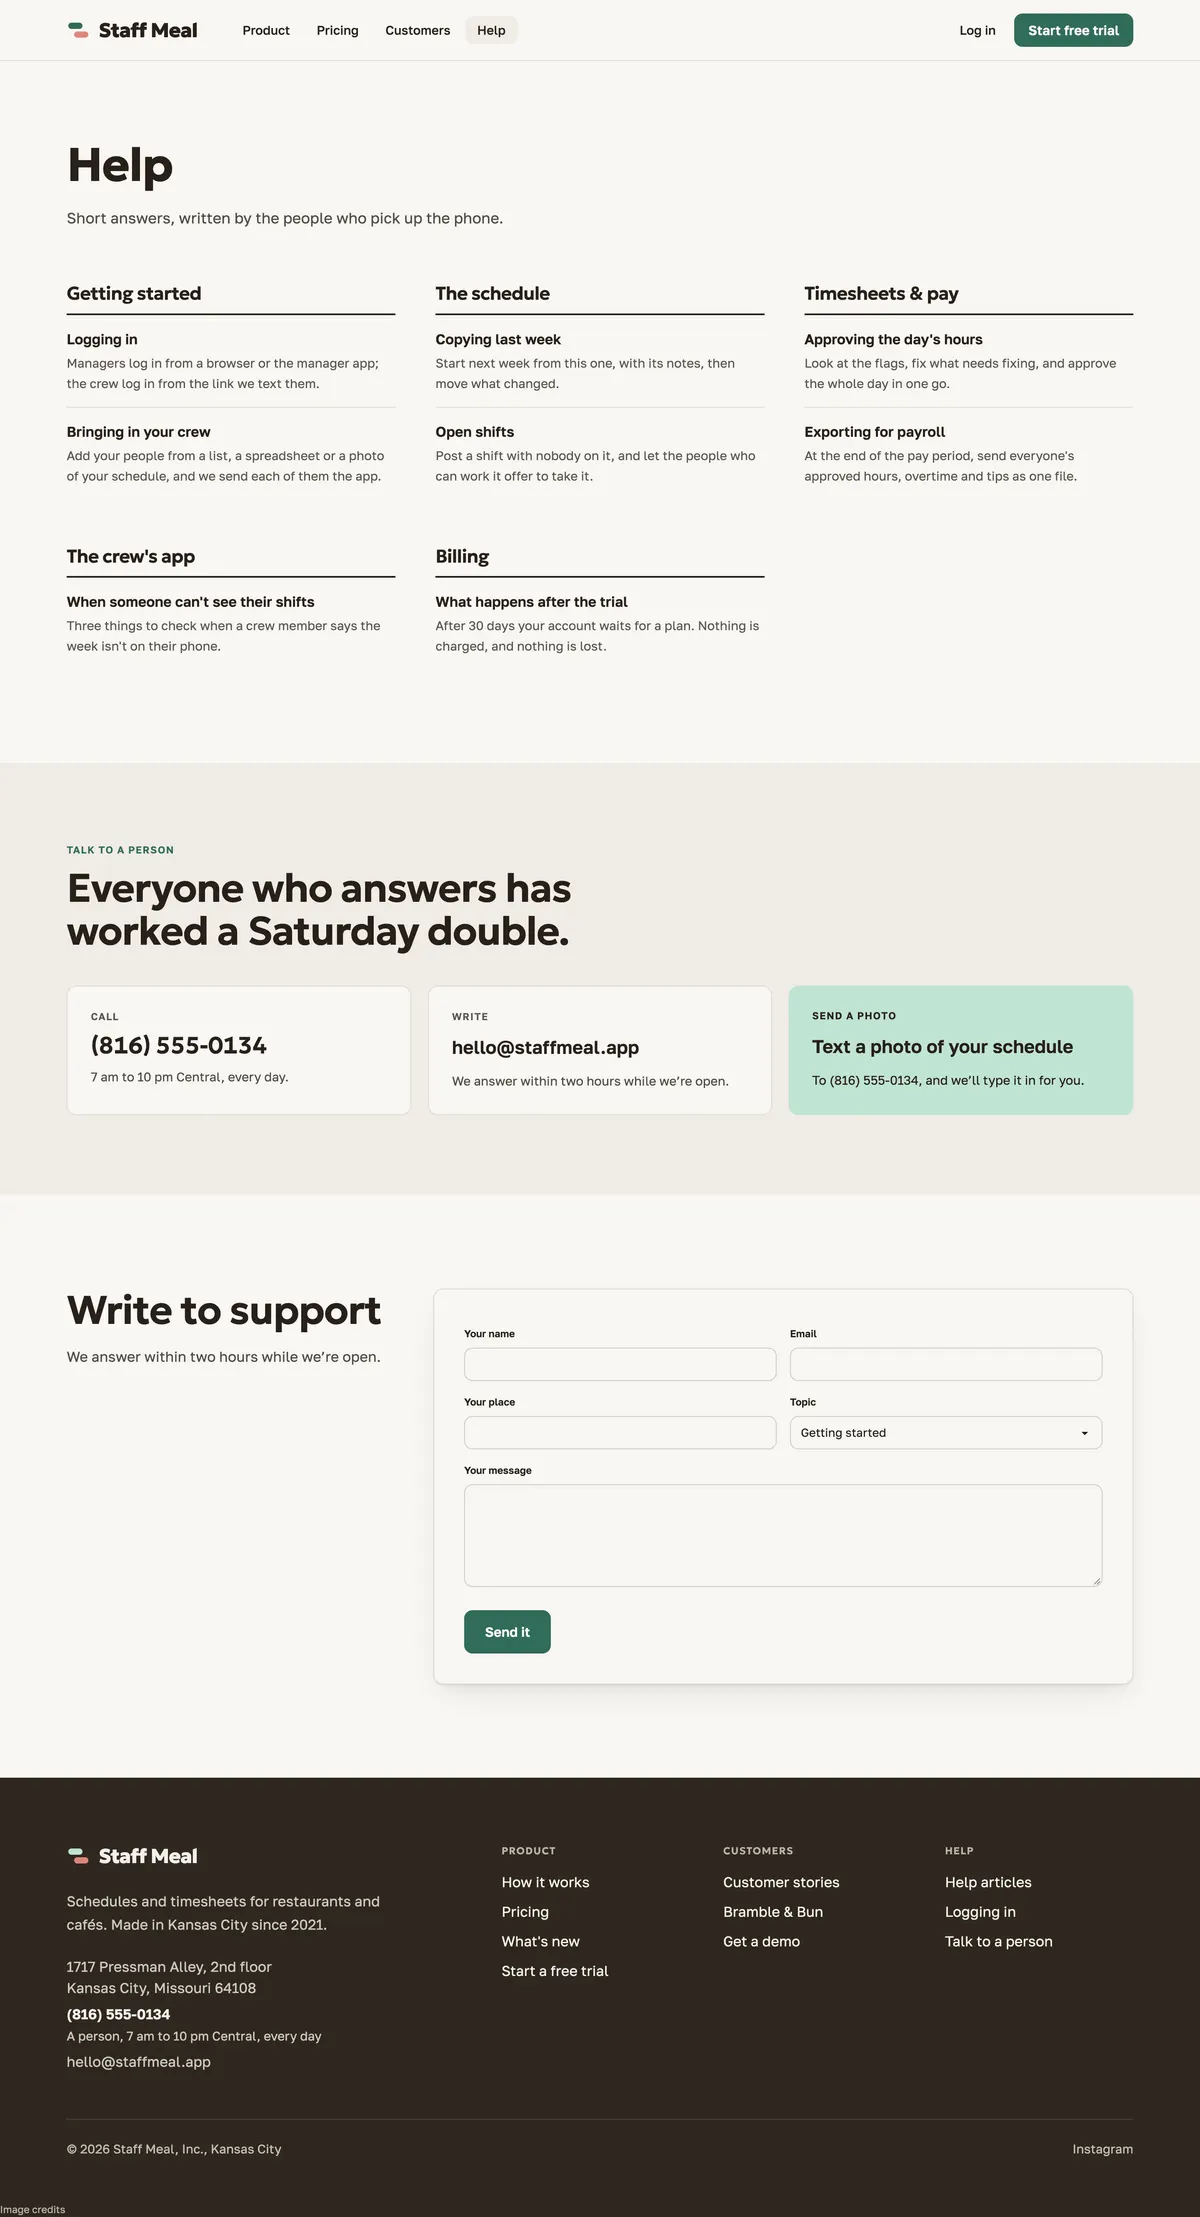 Staff Meal
Product
Pricing
Customers
Help
Log in
Start free trial
Help
Short answers, written by the people who pick up the phone.
Getting started
Logging in
Managers log in from a browser or the manager app;
the crew log in from the link we text them.
Bringing in your crew
Add your people from a list, a spreadsheet or a photo
of your schedule, and we send each of them the app.
The schedule
Copying last week
Start next week from this one, with its notes, then
move what changed.
Open shifts
Post a shift with nobody on it, and let the people who
can work it offer to take it.
Timesheets & pay
Approving the day's hours
Look at the flags, fix what needs fixing, and approve
the whole day in one go.
Exporting for payroll
At the end of the pay period, send everyone's
approved hours, overtime and tips as one file.
The crew's app
When someone can't see their shifts
Three things to check when a crew member says the
week isn't on their phone.
Billing
What happens after the trial
After 30 days your account waits for a plan. Nothing is
charged, and nothing is lost.
TALK TO A PERSON
Everyone who answers has
worked a Saturday double.
CALL
(816) 555-0134
7 am to 10 pm Central, every day.
WRITE
hello@staffmeal.app
We answer within two hours while we’re open.
SEND A PHOTO
Text a photo of your schedule
To (816) 555-0134, and we’ll type it in for you.
Write to support
We answer within two hours while we’re open.
Your name
Email
Your place
Topic
Getting started
Your message
Send it
Staff Meal
Schedules and timesheets for restaurants and
cafés. Made in Kansas City since 2021.
1717 Pressman Alley, 2nd floor
Kansas City, Missouri 64108
(816) 555-0134
A person, 7 am to 10 pm Central, every day
hello@staffmeal.app
PRODUCT
How it works
Pricing
What's new
Start a free trial
CUSTOMERS
Customer stories
Bramble & Bun
Get a demo
HELP
Help articles
Logging in
Talk to a person
© 2026 Staff Meal, Inc., Kansas City
Instagram
Image credits